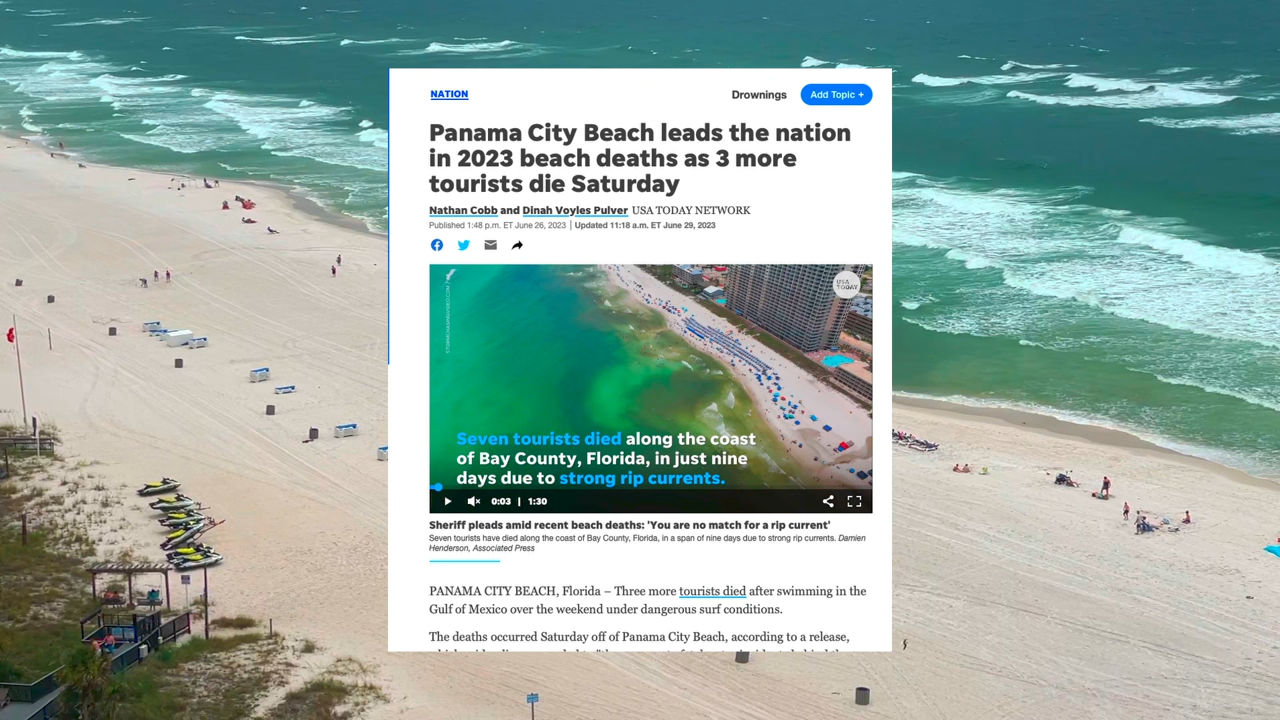 NATION
Drownings
Add Topic +
Panama City Beach leads the nation
in 2023 beach deaths as 3 more
tourists die Saturday
Nathan Cobb and Dinah Voyles Pulver USA TODAY NETWORK
Published 1:48 p.m. ET June 26, 2023 | Updated 11:18 a.m. ET June 29, 2023
USA
TODAY
Seven tourists died along the coast
of Bay County, Florida, in just nine
days due to strong rip currents.
0:03 | 1:30
Sheriff pleads amid recent beach deaths: 'You are no match for a rip current'
Seven tourists have died along the coast of Bay County, Florida, in a span of nine days due to strong rip currents. Damien
Henderson, Associated Press
PANAMA CITY BEACH, Florida – Three more tourists died after swimming in the
Gulf of Mexico over the weekend under dangerous surf conditions.
The deaths occurred Saturday off of Panama City Beach, according to a release,